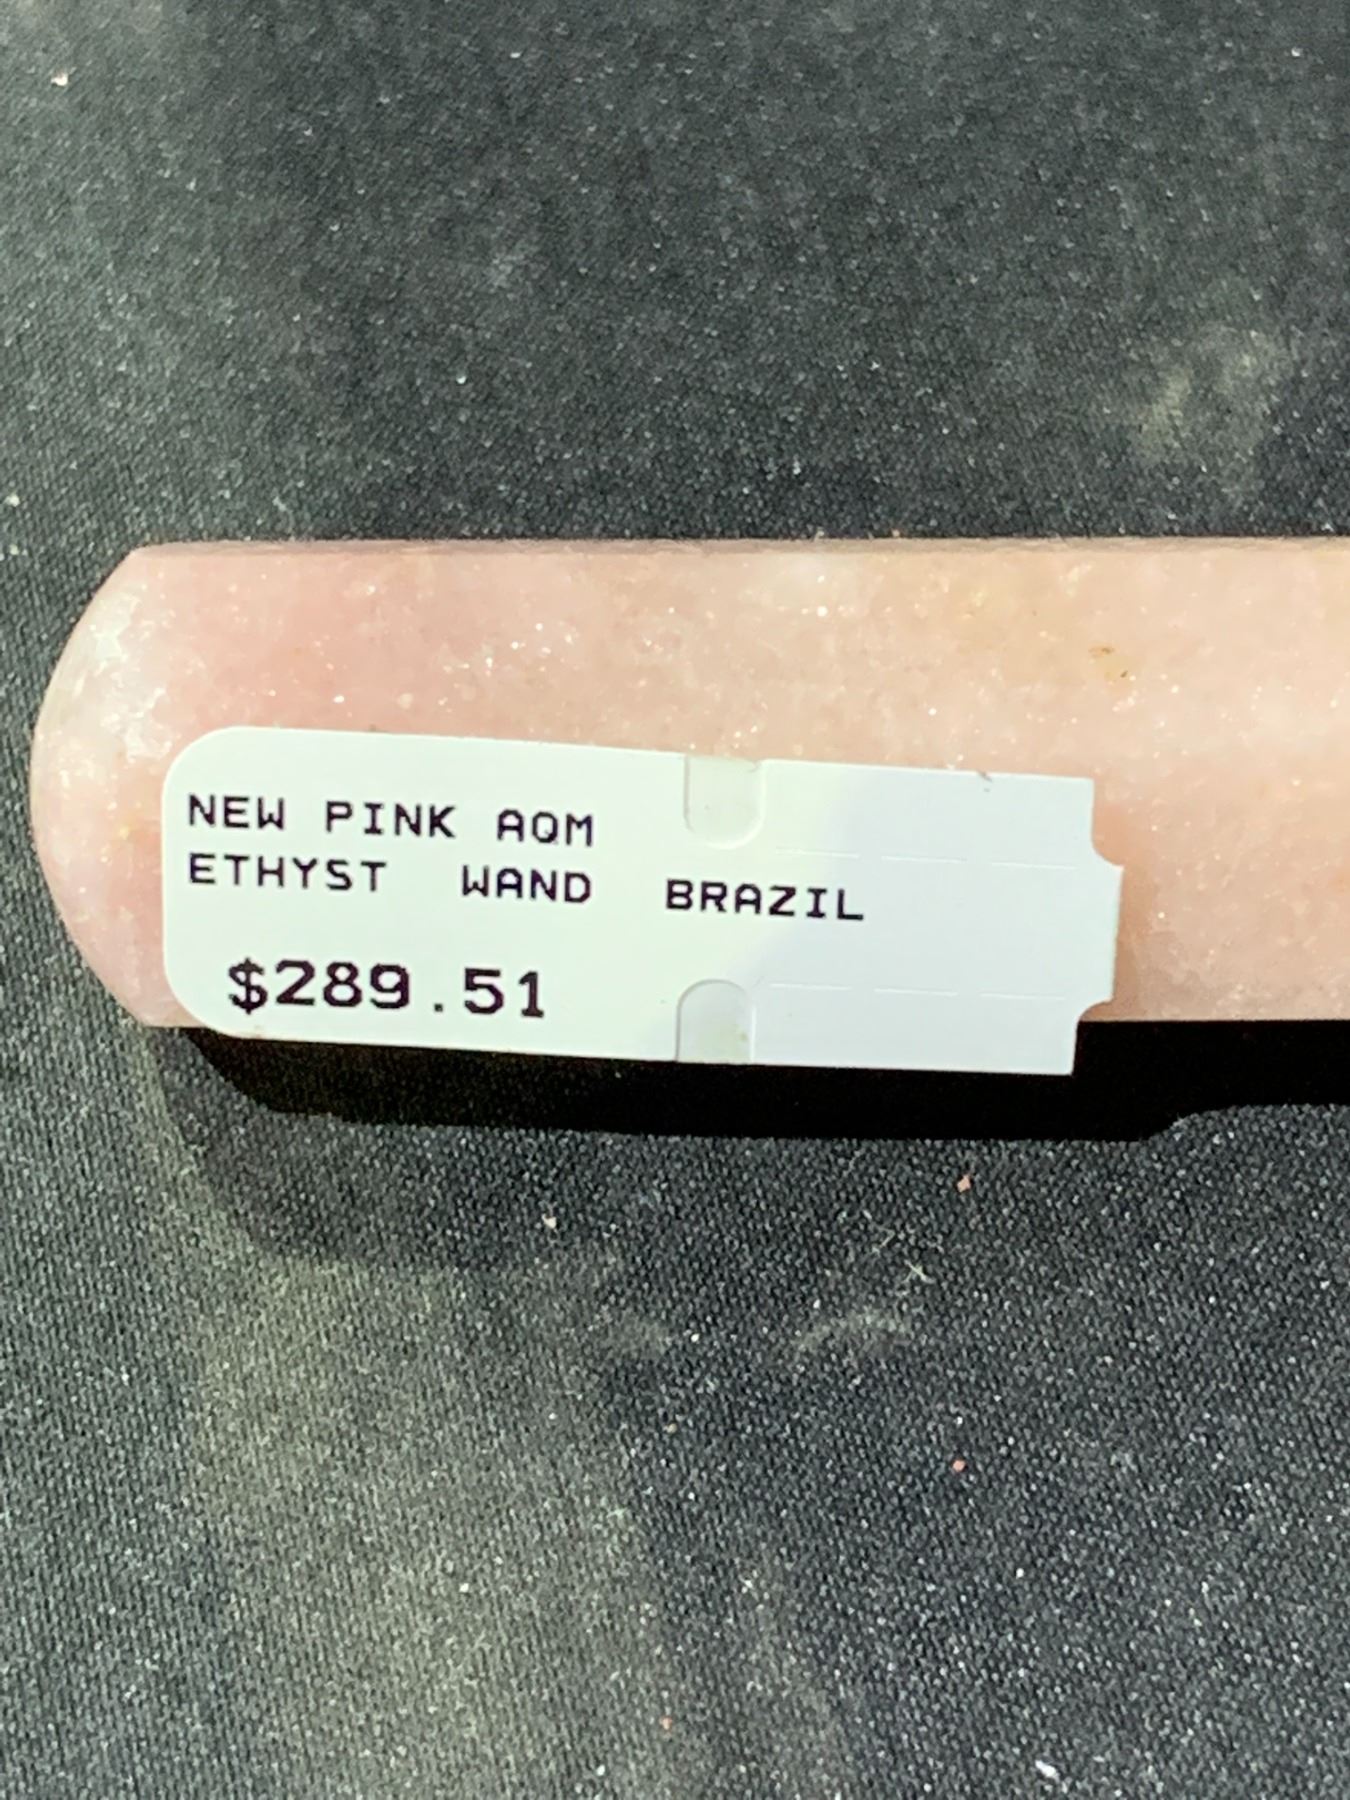 NEW PINK AQM
ETHYST WAND BRAZIL
$289.51